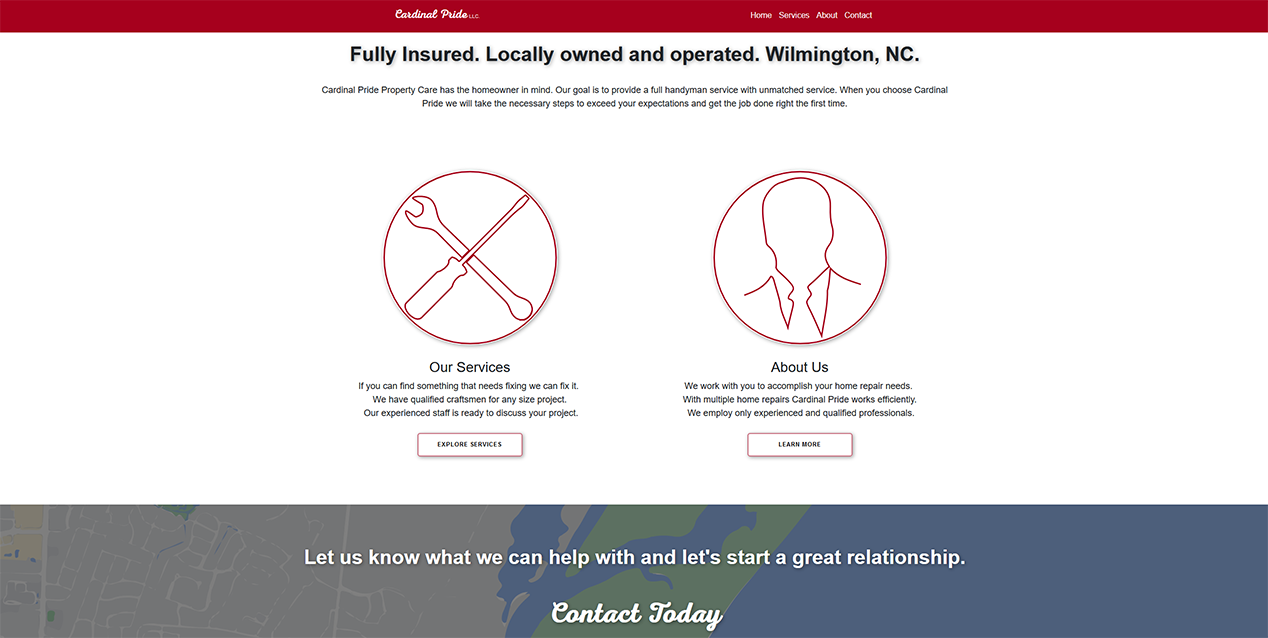 Cardinal Pride LLC.
Home Services About Contact
Fully Insured. Locally owned and operated. Wilmington, NC.
Cardinal Pride Property Care has the homeowner in mind. Our goal is to provide a full handyman service with unmatched service. When you choose Cardinal
Pride we will take the necessary steps to exceed your expectations and get the job done right the first time.
Our Services
If you can find something that needs fixing we can fix it.
We have qualified craftsmen for any size project.
Our experienced staff is ready to discuss your project.
EXPLORE SERVICES
About Us
We work with you to accomplish your home repair needs.
With multiple home repairs Cardinal Pride works efficiently.
We employ only experienced and qualified professionals.
LEARN MORE
Let us know what we can help with and let's start a great relationship.
Contact Today